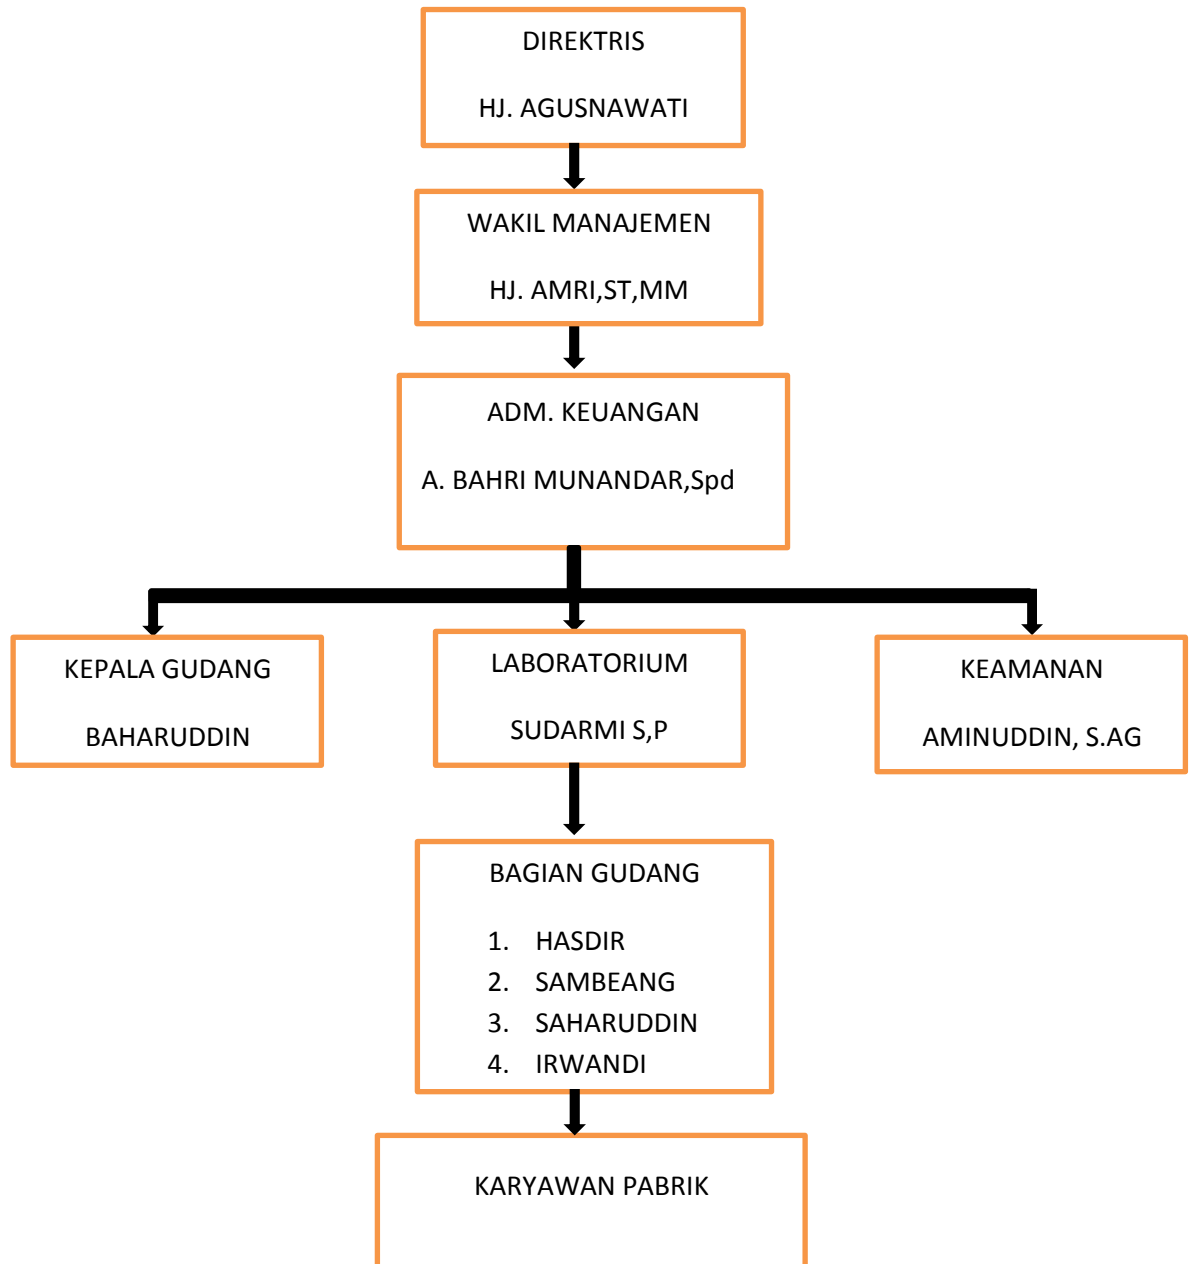 DIREKTRIS
HJ. AGUSNAWATI
WAKIL MANAJEMEN
HJ. AMRI,ST,MM
ADM. KEUANGAN
A. BAHRI MUNANDAR,Spd
KEPALA GUDANG
BAHARUDDIN
LABORATORIUM
SUDARMI S,P
KEAMANAN
AMINUDDIN, S.AG
BAGIAN GUDANG
1. HASDIR
2. SAMBEANG
3. SAHARUDDIN
4. IRWANDI
KARYAWAN PABRIK